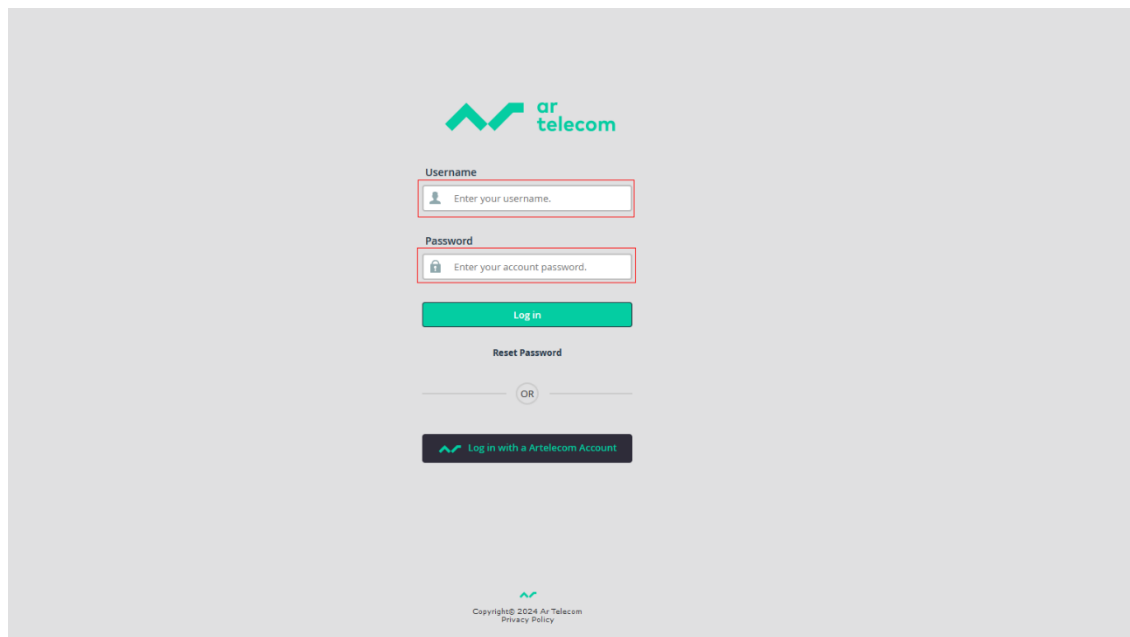 ar
telecom
Username
Enter your username.
Password
Enter your account password.
Log in
Reset Password
OR
Log in with a Artelecom Account
Copyright© 2024 Ar Telecom
Privacy Policy